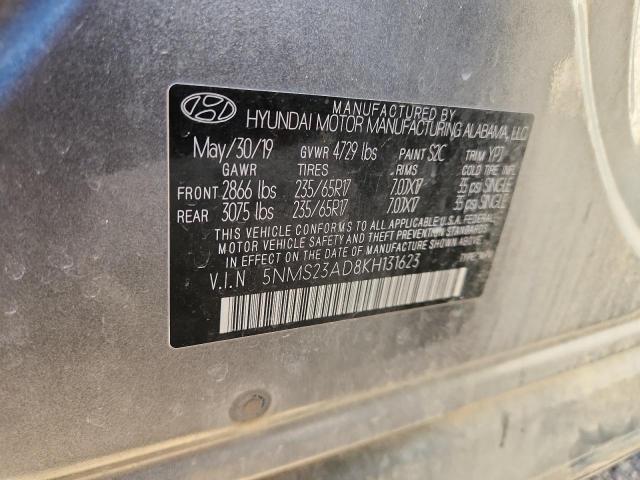 MANUFACTURED BY
HYUNDAI MOTOR MANUFACTURING ALABAMA, LLC
May/30/19 GVWR 4729 lbs PAINT S2C TRIM YPJ
GAWR TIRES RIMS COLD TIRE INFL.PR.
FRONT 2866 lbs 235/65R17 7.0JX17 35 psi SINGLE
REAR 3075 lbs 235/65R17 7.0JX17 35 psi SINGLE
THIS VEHICLE CONFORMS TO ALL APPLICABLE U.S.A. FEDERAL
MOTOR VEHICLE SAFETY AND THEFT PREVENTION STANDARDS
IN EFFECT ON THE DATE OF MANUFACTURE SHOWN ABOVE.
V.I.N 5NMS23AD8KH131623